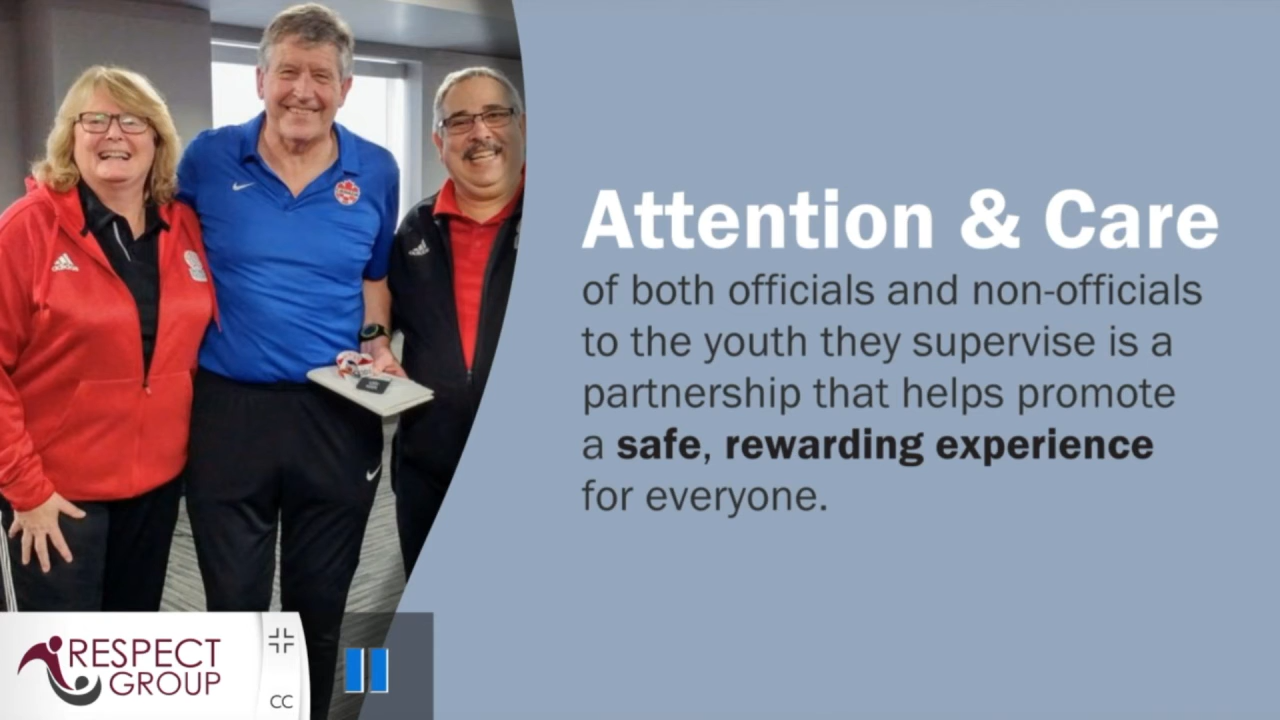 Attention & Care
of both officials and non-officials
to the youth they supervise is a
partnership that helps promote
a safe, rewarding experience
for everyone.
RESPECT
GROUP
CC